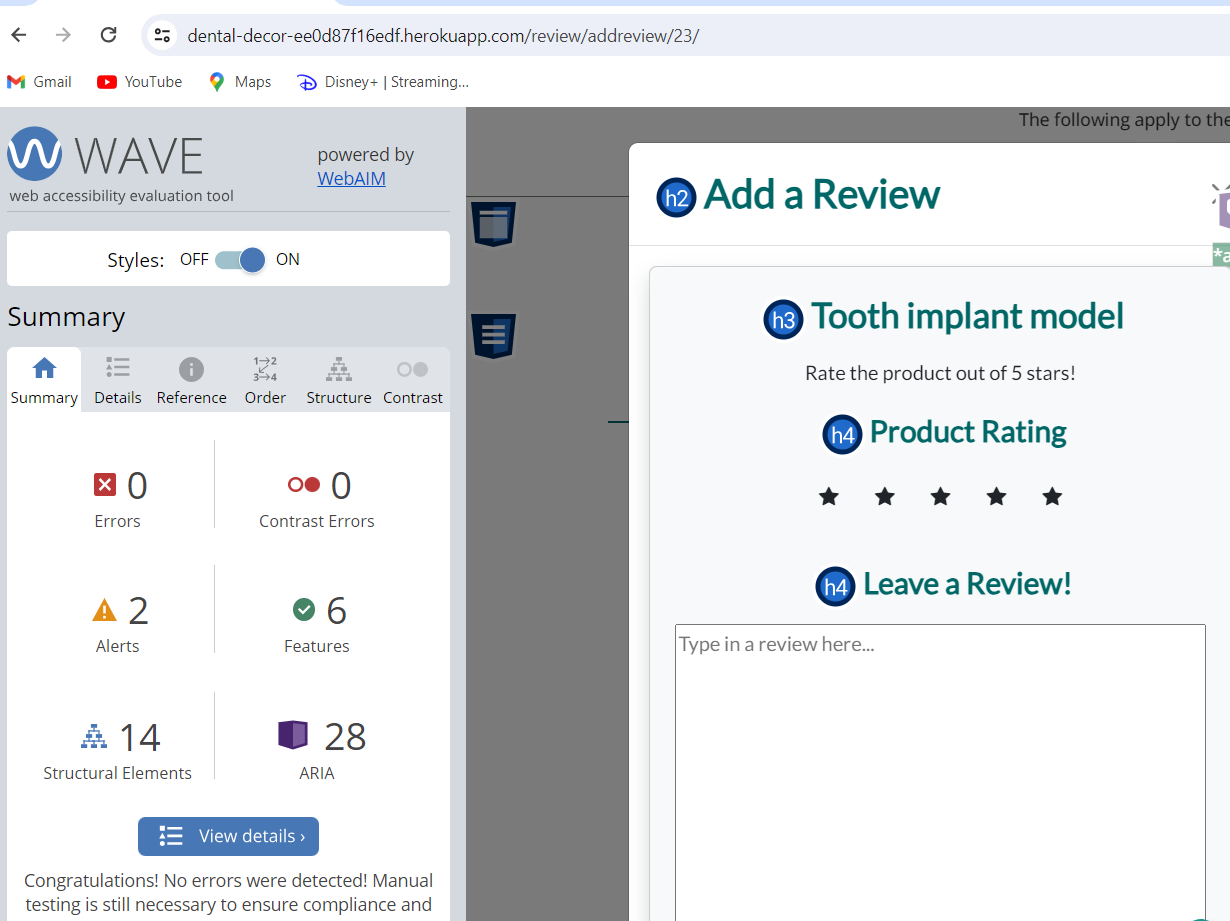 dental-decor-ee0d87f16edf.herokuapp.com/review/addreview/23/
Gmail YouTube Maps Disney+ | Streaming...
WAVE
web accessibility evaluation tool
powered by
WebAIM
Styles: OFF ON
Summary
Summary Details Reference Order Structure Contrast
0
Errors
0
Contrast Errors
2
Alerts
6
Features
14
Structural Elements
28
ARIA
View details ›
Congratulations! No errors were detected! Manual
testing is still necessary to ensure compliance and
The following apply to the
h2 Add a Review
*a
h3 Tooth implant model
Rate the product out of 5 stars!
h4 Product Rating
h4 Leave a Review!
Type in a review here...